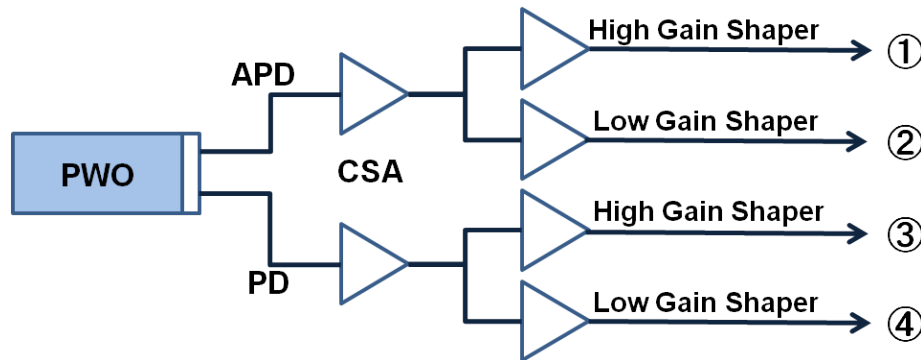 High Gain Shaper ①
APD
Low Gain Shaper ②
PWO
CSA
High Gain Shaper ③
PD
Low Gain Shaper ④